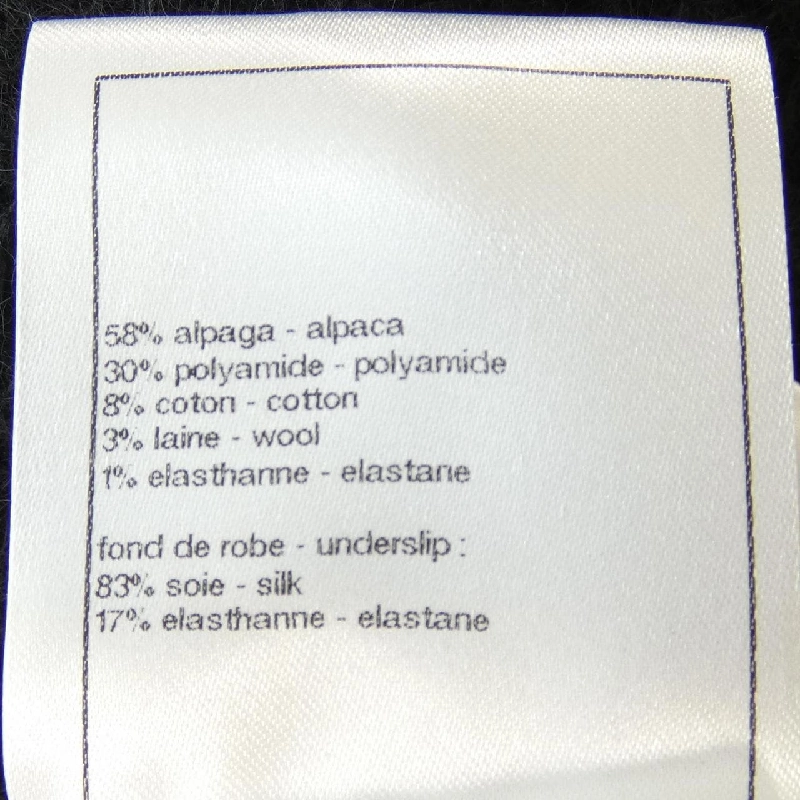 58% alpaga - alpaca
30% polyamide - polyamide
8% coton - cotton
3% laine - wool
1% elasthanne - elastane
fond de robe - underslip :
83% soie - silk
17% elasthanne - elastane